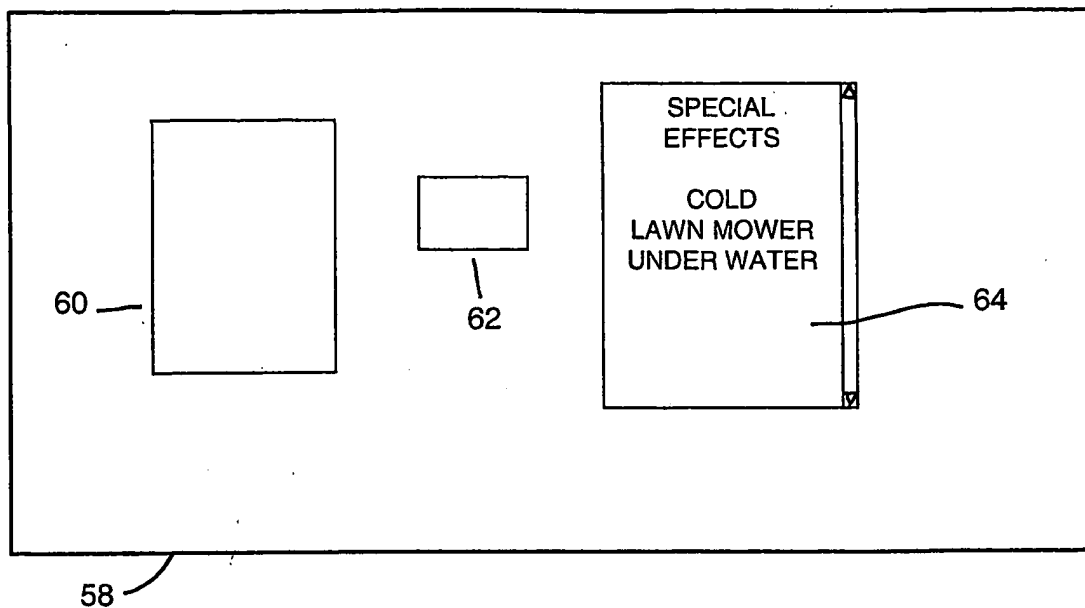 SPECIAL
EFFECTS
COLD
LAWN MOWER
UNDER WATER
60
62
64
58